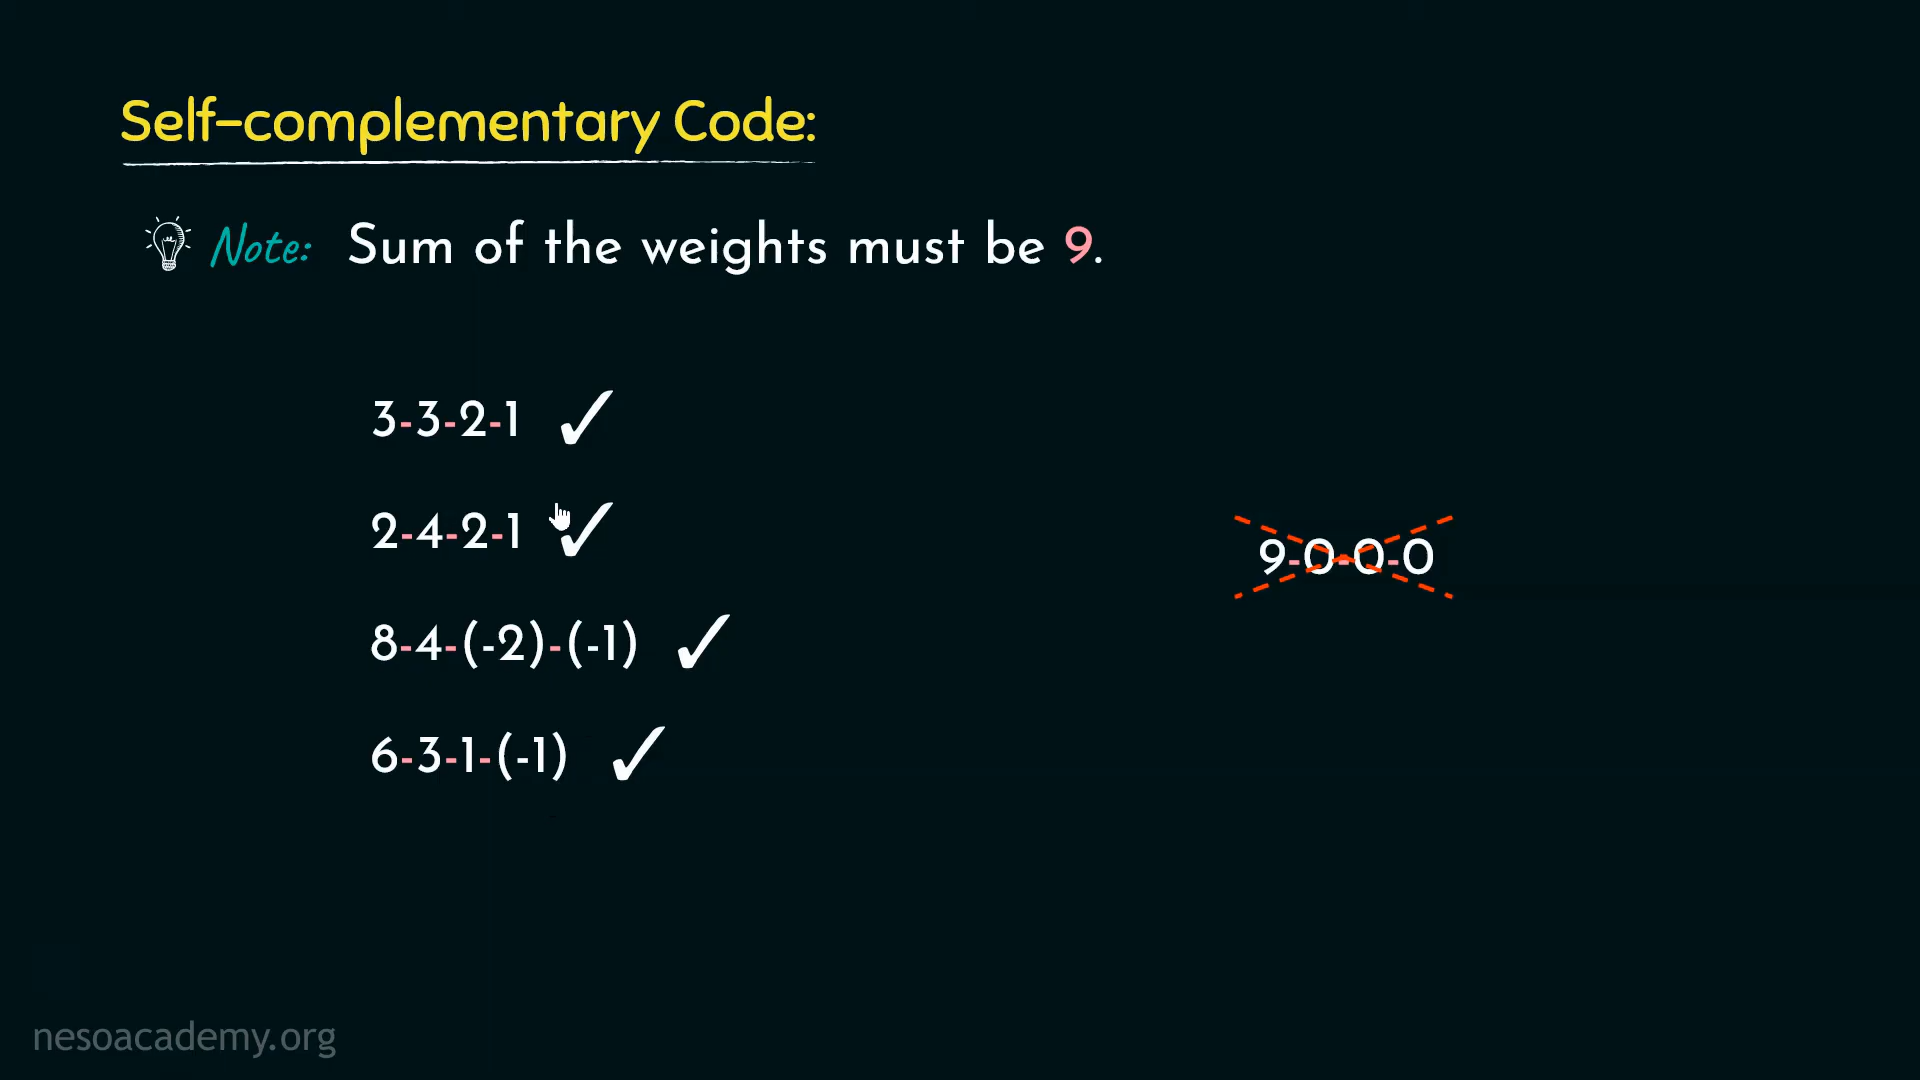 Self-complementary Code:
Note: Sum of the weights must be 9.
3-3-2-1 ✓
2-4-2-1 ✓
9-0-0-0
8-4-(-2)-(-1) ✓
6-3-1-(-1) ✓
nesoacademy.org